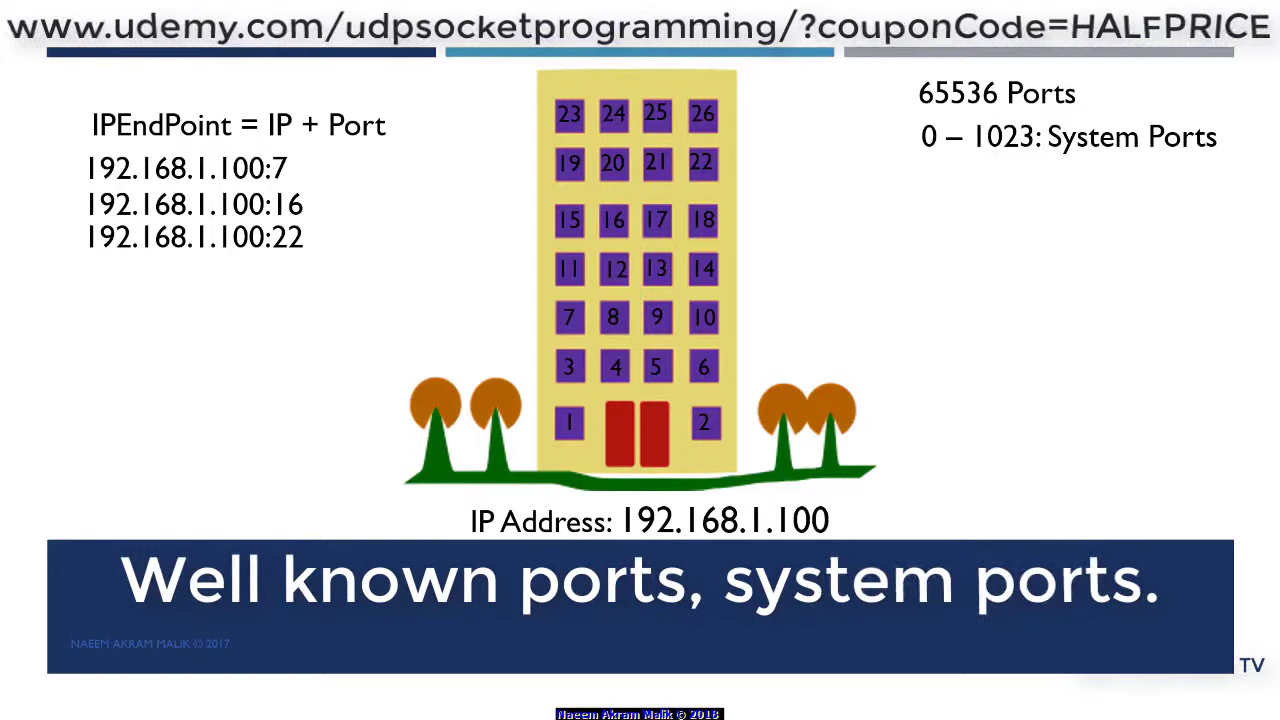 www.udemy.com/udpsocketprogramming/?couponCode=HALFPRICE
IPEndPoint = IP + Port
192.168.1.100:7
192.168.1.100:16
192.168.1.100:22
65536 Ports
0 – 1023: System Ports
23 24 25 26
19 20 21 22
15 16 17 18
11 12 13 14
7 8 9 10
3 4 5 6
1 2
IP Address: 192.168.1.100
Well known ports, system ports.
NAEEM AKRAM MALIK © 2017
TV
Naeem Akram Malik © 2018